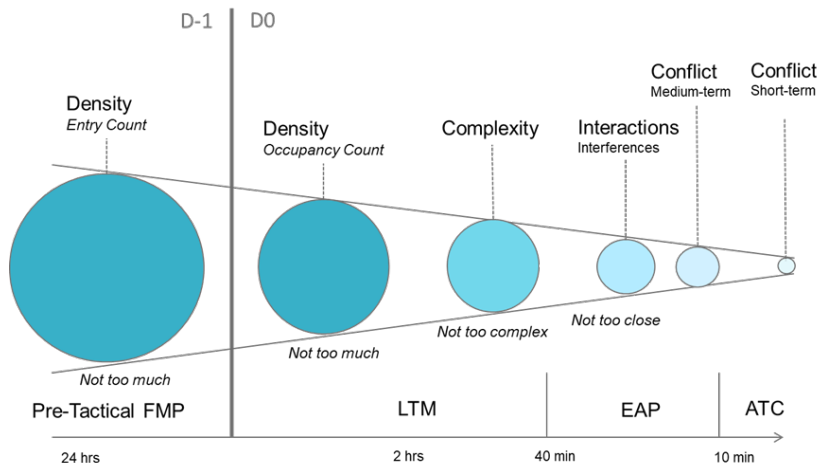 D-1
D0
Density
Entry Count
Density
Occupancy Count
Complexity
Interactions
Interferences
Conflict
Medium-term
Conflict
Short-term
Not too much
Not too much
Not too complex
Not too close
Pre-Tactical FMP
LTM
EAP
ATC
24 hrs
2 hrs
40 min
10 min